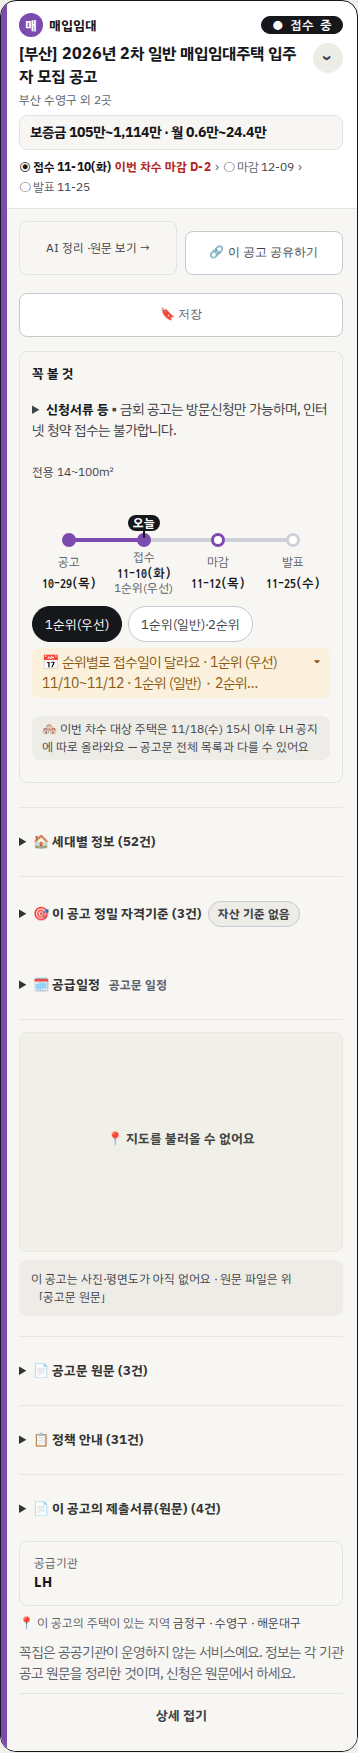 매 매입임대 ● 접수 중
[부산] 2026년 2차 일반 매입임대주택 입주
자 모집 공고
부산 수영구 외 2곳
보증금 105만~1,114만 · 월 0.6만~24.4만
◉ 접수 11-10(화) 이번 차수 마감 D-2 › ○ 마감 12-09 ›
○ 발표 11-25
AI 정리 ·원문 보기 →
🔗 이 공고 공유하기
🔖 저장
꼭 볼 것
▶ 신청서류 등 ▪ 금회 공고는 방문신청만 가능하며, 인터
넷 청약 접수는 불가합니다.
전용 14~100m²
오늘
공고 접수 마감 발표
10-29(목) 11-10(화) 11-12(목) 11-25(수)
1순위(우선)
1순위(우선) 1순위(일반)·2순위
📅 순위별로 접수일이 달라요 · 1순위 (우선)
11/10~11/12 · 1순위 (일반) · 2순위...
🏘️ 이번 차수 대상 주택은 11/18(수) 15시 이후 LH 공지
에 따로 올라와요 — 공고문 전체 목록과 다를 수 있어요
▶ 🏠 세대별 정보 (52건)
▶ 🎯 이 공고 정밀 자격기준 (3건) 자산 기준 없음
▶ 🗓️ 공급일정 공고문 일정
📍 지도를 불러올 수 없어요
이 공고는 사진·평면도가 아직 없어요 · 원문 파일은 위
「공고문 원문」
▶ 📄 공고문 원문 (3건)
▶ 📋 정책 안내 (31건)
▶ 📄 이 공고의 제출서류(원문) (4건)
공급기관
LH
📍 이 공고의 주택이 있는 지역 금정구 · 수영구 · 해운대구
꼭집은 공공기관이 운영하지 않는 서비스예요. 정보는 각 기관
공고 원문을 정리한 것이며, 신청은 원문에서 하세요.
상세 접기